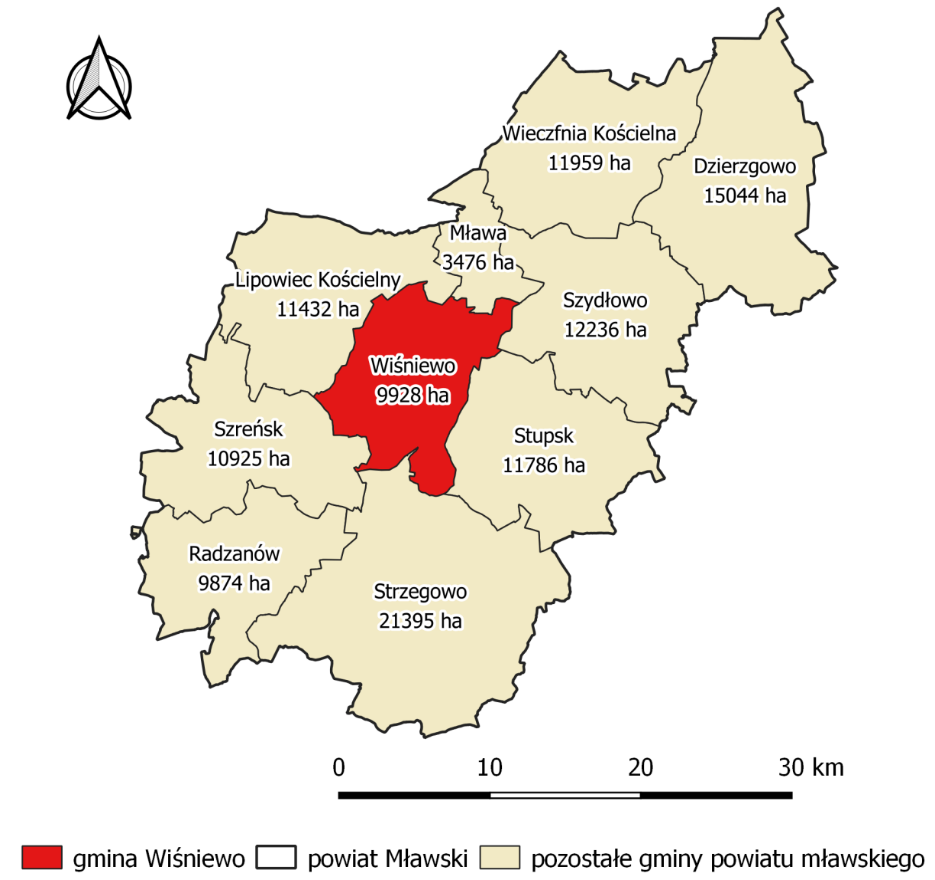 Wieczfnia Kościelna
11959 ha
Dzierzgowo
15044 ha
Mława
3476 ha
Lipowiec Kościelny
11432 ha
Szydłowo
12236 ha
Wiśniewo
9928 ha
Szreńsk
10925 ha
Stupsk
11786 ha
Radzanów
9874 ha
Strzegowo
21395 ha
0 10 20 30 km
gmina Wiśniewo powiat Mławski pozostałe gminy powiatu mławskiego